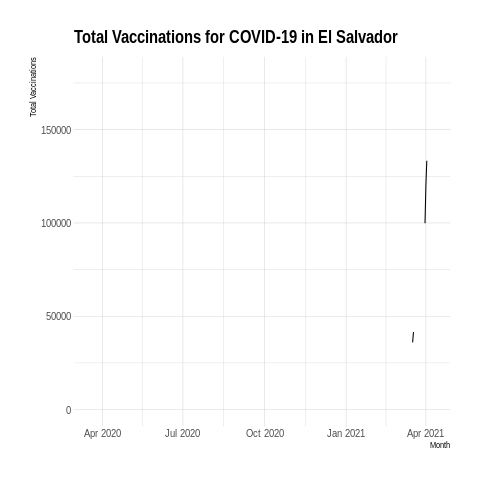 Total Vaccinations for COVID-19 in El Salvador
Total Vaccinations
150000
100000
50000
0
Apr 2020 Jul 2020 Oct 2020 Jan 2021 Apr 2021
Month